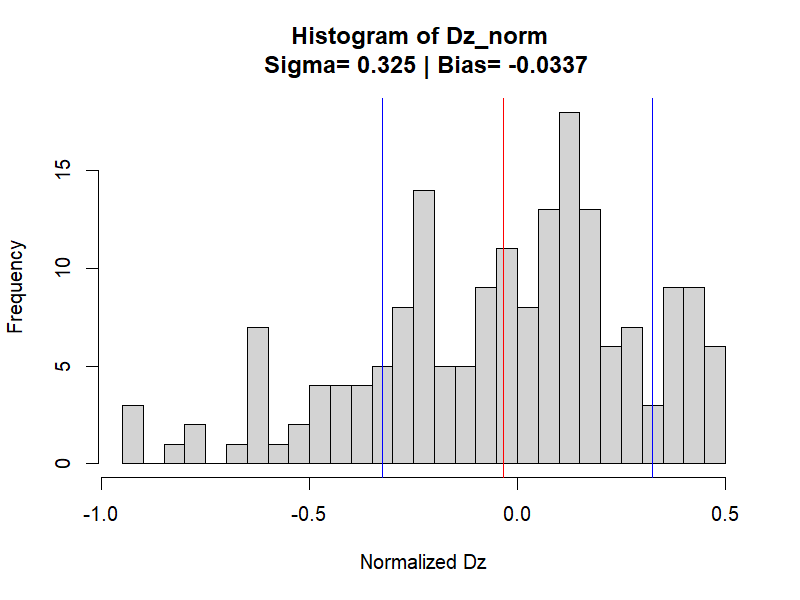 Histogram of Dz_norm
Sigma= 0.325 | Bias= -0.0337
Frequency
15
10
5
0
-1.0
-0.5
0.0
0.5
Normalized Dz